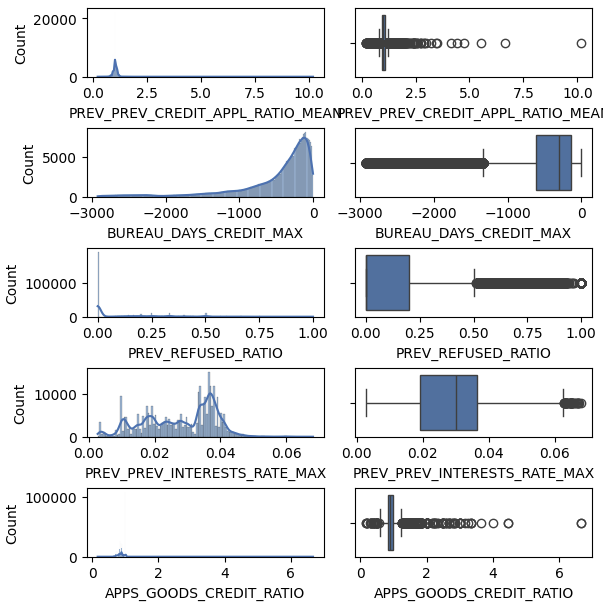 Count
20000
0
0.0 2.5 5.0 7.5 10.0
0.0 2.5 5.0 7.5 10.0
PREV_PREV_CREDIT_APPL_RATIO_MEAN
PREV_PREV_CREDIT_APPL_RATIO_MEAN
Count
5000
0
−3000 −2000 −1000 0
−3000 −2000 −1000 0
BUREAU_DAYS_CREDIT_MAX
BUREAU_DAYS_CREDIT_MAX
Count
100000
0
0.00 0.25 0.50 0.75 1.00
0.00 0.25 0.50 0.75 1.00
PREV_REFUSED_RATIO
PREV_REFUSED_RATIO
Count
10000
0
0.00 0.02 0.04 0.06
0.00 0.02 0.04 0.06
PREV_PREV_INTERESTS_RATE_MAX
PREV_PREV_INTERESTS_RATE_MAX
Count
100000
0
0 2 4 6
0 2 4 6
APPS_GOODS_CREDIT_RATIO
APPS_GOODS_CREDIT_RATIO